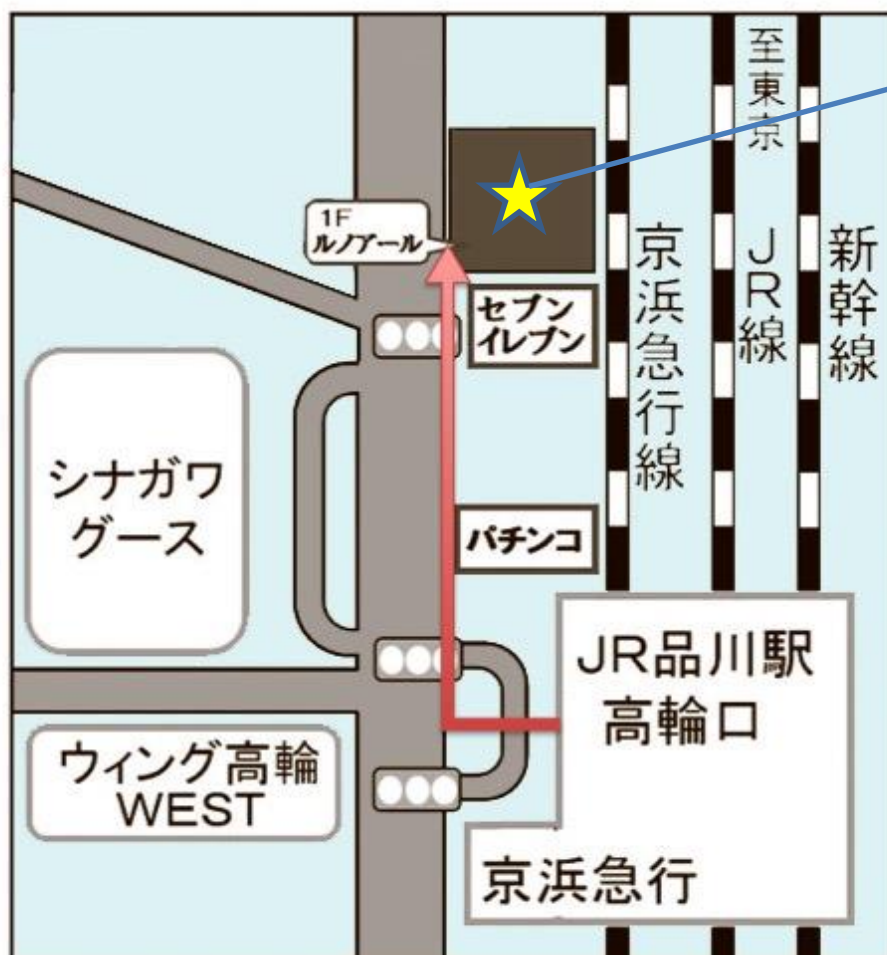 至東京
1F
ルノアール
セブン
イレブン
京浜急行線
JR線
新幹線
シナガワ
グース
パチンコ
JR品川駅
高輪口
ウィング高輪
WEST
京浜急行